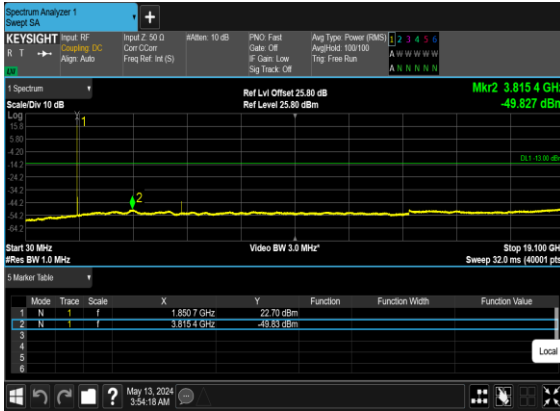 Spectrum Analyzer 1
Swept SA
+
KEYSIGHT Input: RF Input Z: 50 Ω #Atten: 10 dB PNO: Fast Avg Type: Power (RMS) 1 2 3 4 5 6
R T Coupling: DC Corr CCorr Gate: Off Avg|Hold: 100/100 A W W W W W
Align: Auto Freq Ref: Int (S) IF Gain: Low Trig: Free Run
Sig Track: Off A N N N N N
1 Spectrum Ref Lvl Offset 25.80 dB Mkr2 3.815 4 GHz
Scale/Div 10 dB Ref Level 25.80 dBm -49.827 dBm
Log
15.8 1
5.80
-4.20
-14.2 DL1 -13.00 dBm
-24.2
-34.2
-44.2 2
-54.2
-64.2
Start 30 MHz Video BW 3.0 MHz* Stop 19.100 GH
#Res BW 1.0 MHz Sweep 32.0 ms (40001 pts
5 Marker Table
Mode Trace Scale X Y Function Function Width Function Value
1 N 1 f 1.850 7 GHz 22.70 dBm
2 N 1 f 3.815 4 GHz -49.83 dBm
3
4
5
6
Local
? May 13, 2024
3:54:18 AM